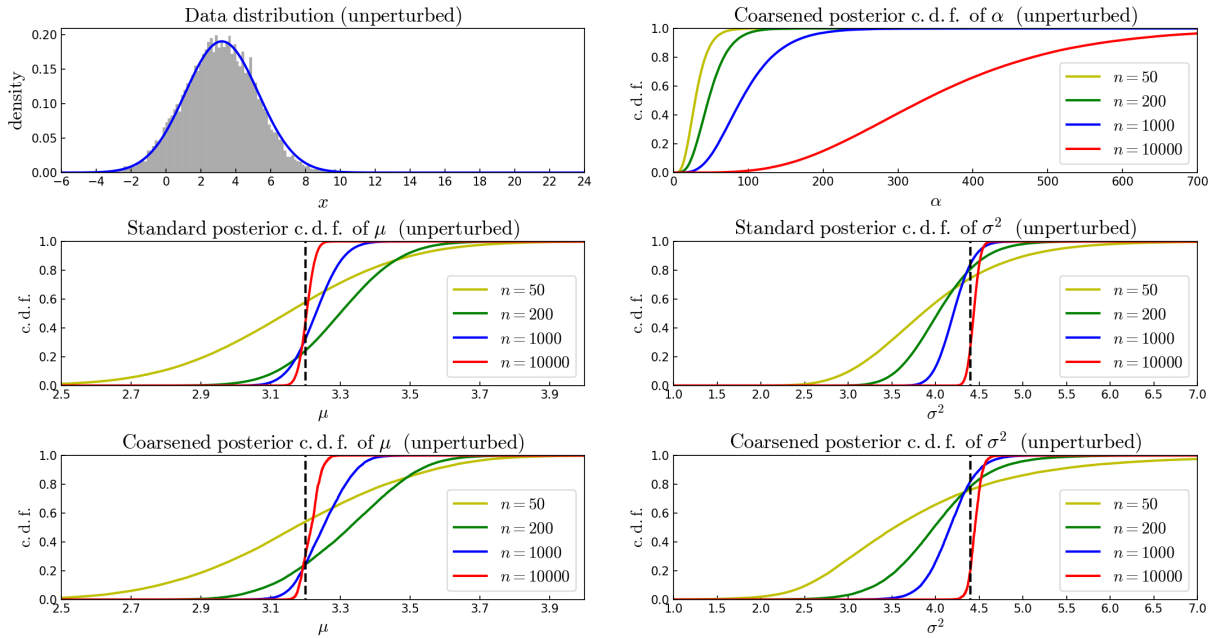 Data distribution (unperturbed)
density
0.20
0.15
0.10
0.05
0.00
−6 −4 −2 0 2 4 6 8 10 12 14 16 18 20 22 24
x
Coarsened posterior c. d. f. of α (unperturbed)
c. d. f.
1.0
0.8
0.6
0.4
0.2
0.0
n = 50
n = 200
n = 1000
n = 10000
0 100 200 300 400 500 600 700
α
Standard posterior c. d. f. of μ (unperturbed)
c. d. f.
1.0
0.8
0.6
0.4
0.2
0.0
n = 50
n = 200
n = 1000
n = 10000
2.5 2.7 2.9 3.1 3.3 3.5 3.7 3.9
μ
Standard posterior c. d. f. of σ² (unperturbed)
c. d. f.
1.0
0.8
0.6
0.4
0.2
0.0
n = 50
n = 200
n = 1000
n = 10000
1.0 1.5 2.0 2.5 3.0 3.5 4.0 4.5 5.0 5.5 6.0 6.5 7.0
σ²
Coarsened posterior c. d. f. of μ (unperturbed)
c. d. f.
1.0
0.8
0.6
0.4
0.2
0.0
n = 50
n = 200
n = 1000
n = 10000
2.5 2.7 2.9 3.1 3.3 3.5 3.7 3.9
μ
Coarsened posterior c. d. f. of σ² (unperturbed)
c. d. f.
1.0
0.8
0.6
0.4
0.2
0.0
n = 50
n = 200
n = 1000
n = 10000
1.0 1.5 2.0 2.5 3.0 3.5 4.0 4.5 5.0 5.5 6.0 6.5 7.0
σ²